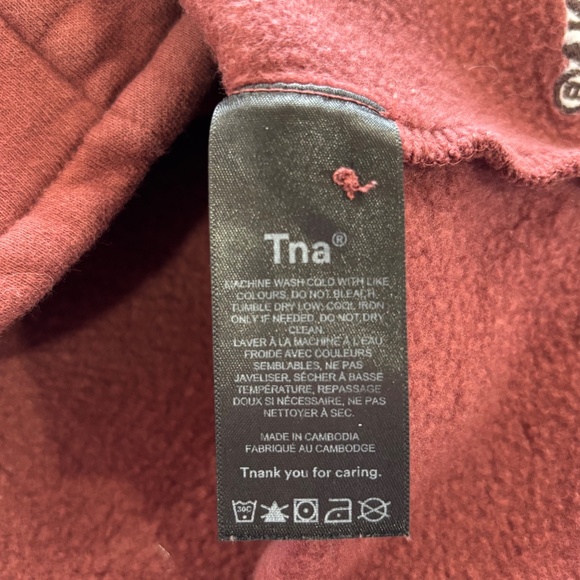 Tna®
MACHINE WASH COLD WITH LIKE
COLOURS, DO NOT BLEACH,
TUMBLE DRY LOW, COOL IRON
ONLY IF NEEDED, DO NOT DRY
CLEAN
LAVER À LA MACHINE À L'EAU
FROIDE AVEC COULEURS
SEMBLABLES, NE PAS
JAVELISER, SÉCHER À BASSE
TEMPÉRATURE, REPASSAGE
DOUX SI NÉCESSAIRE, NE PAS
NETTOYER À SEC.
MADE IN CAMBODIA
FABRIQUÉ AU CAMBODGE
Thank you for caring.
30C